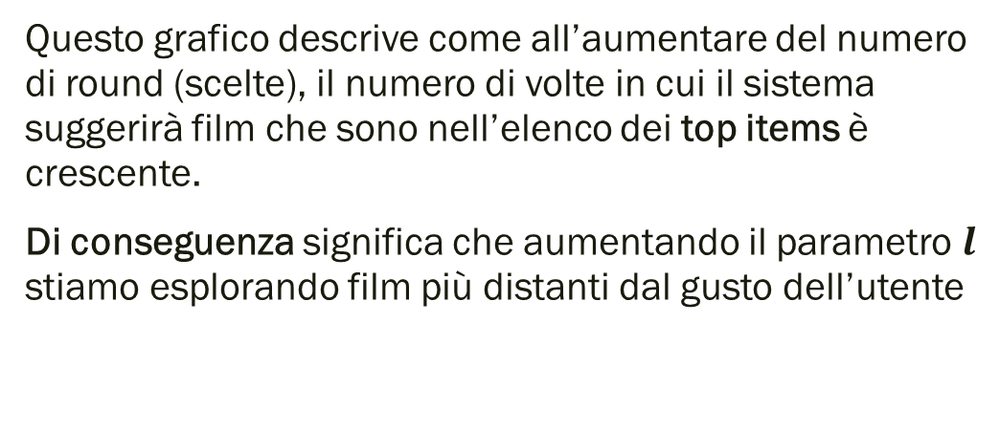 Questo grafico descrive come all’aumentare del numero
di round (scelte), il numero di volte in cui il sistema
suggerirà film che sono nell’elenco dei top items è
crescente.
Di conseguenza significa che aumentando il parametro l
stiamo esplorando film più distanti dal gusto dell’utente